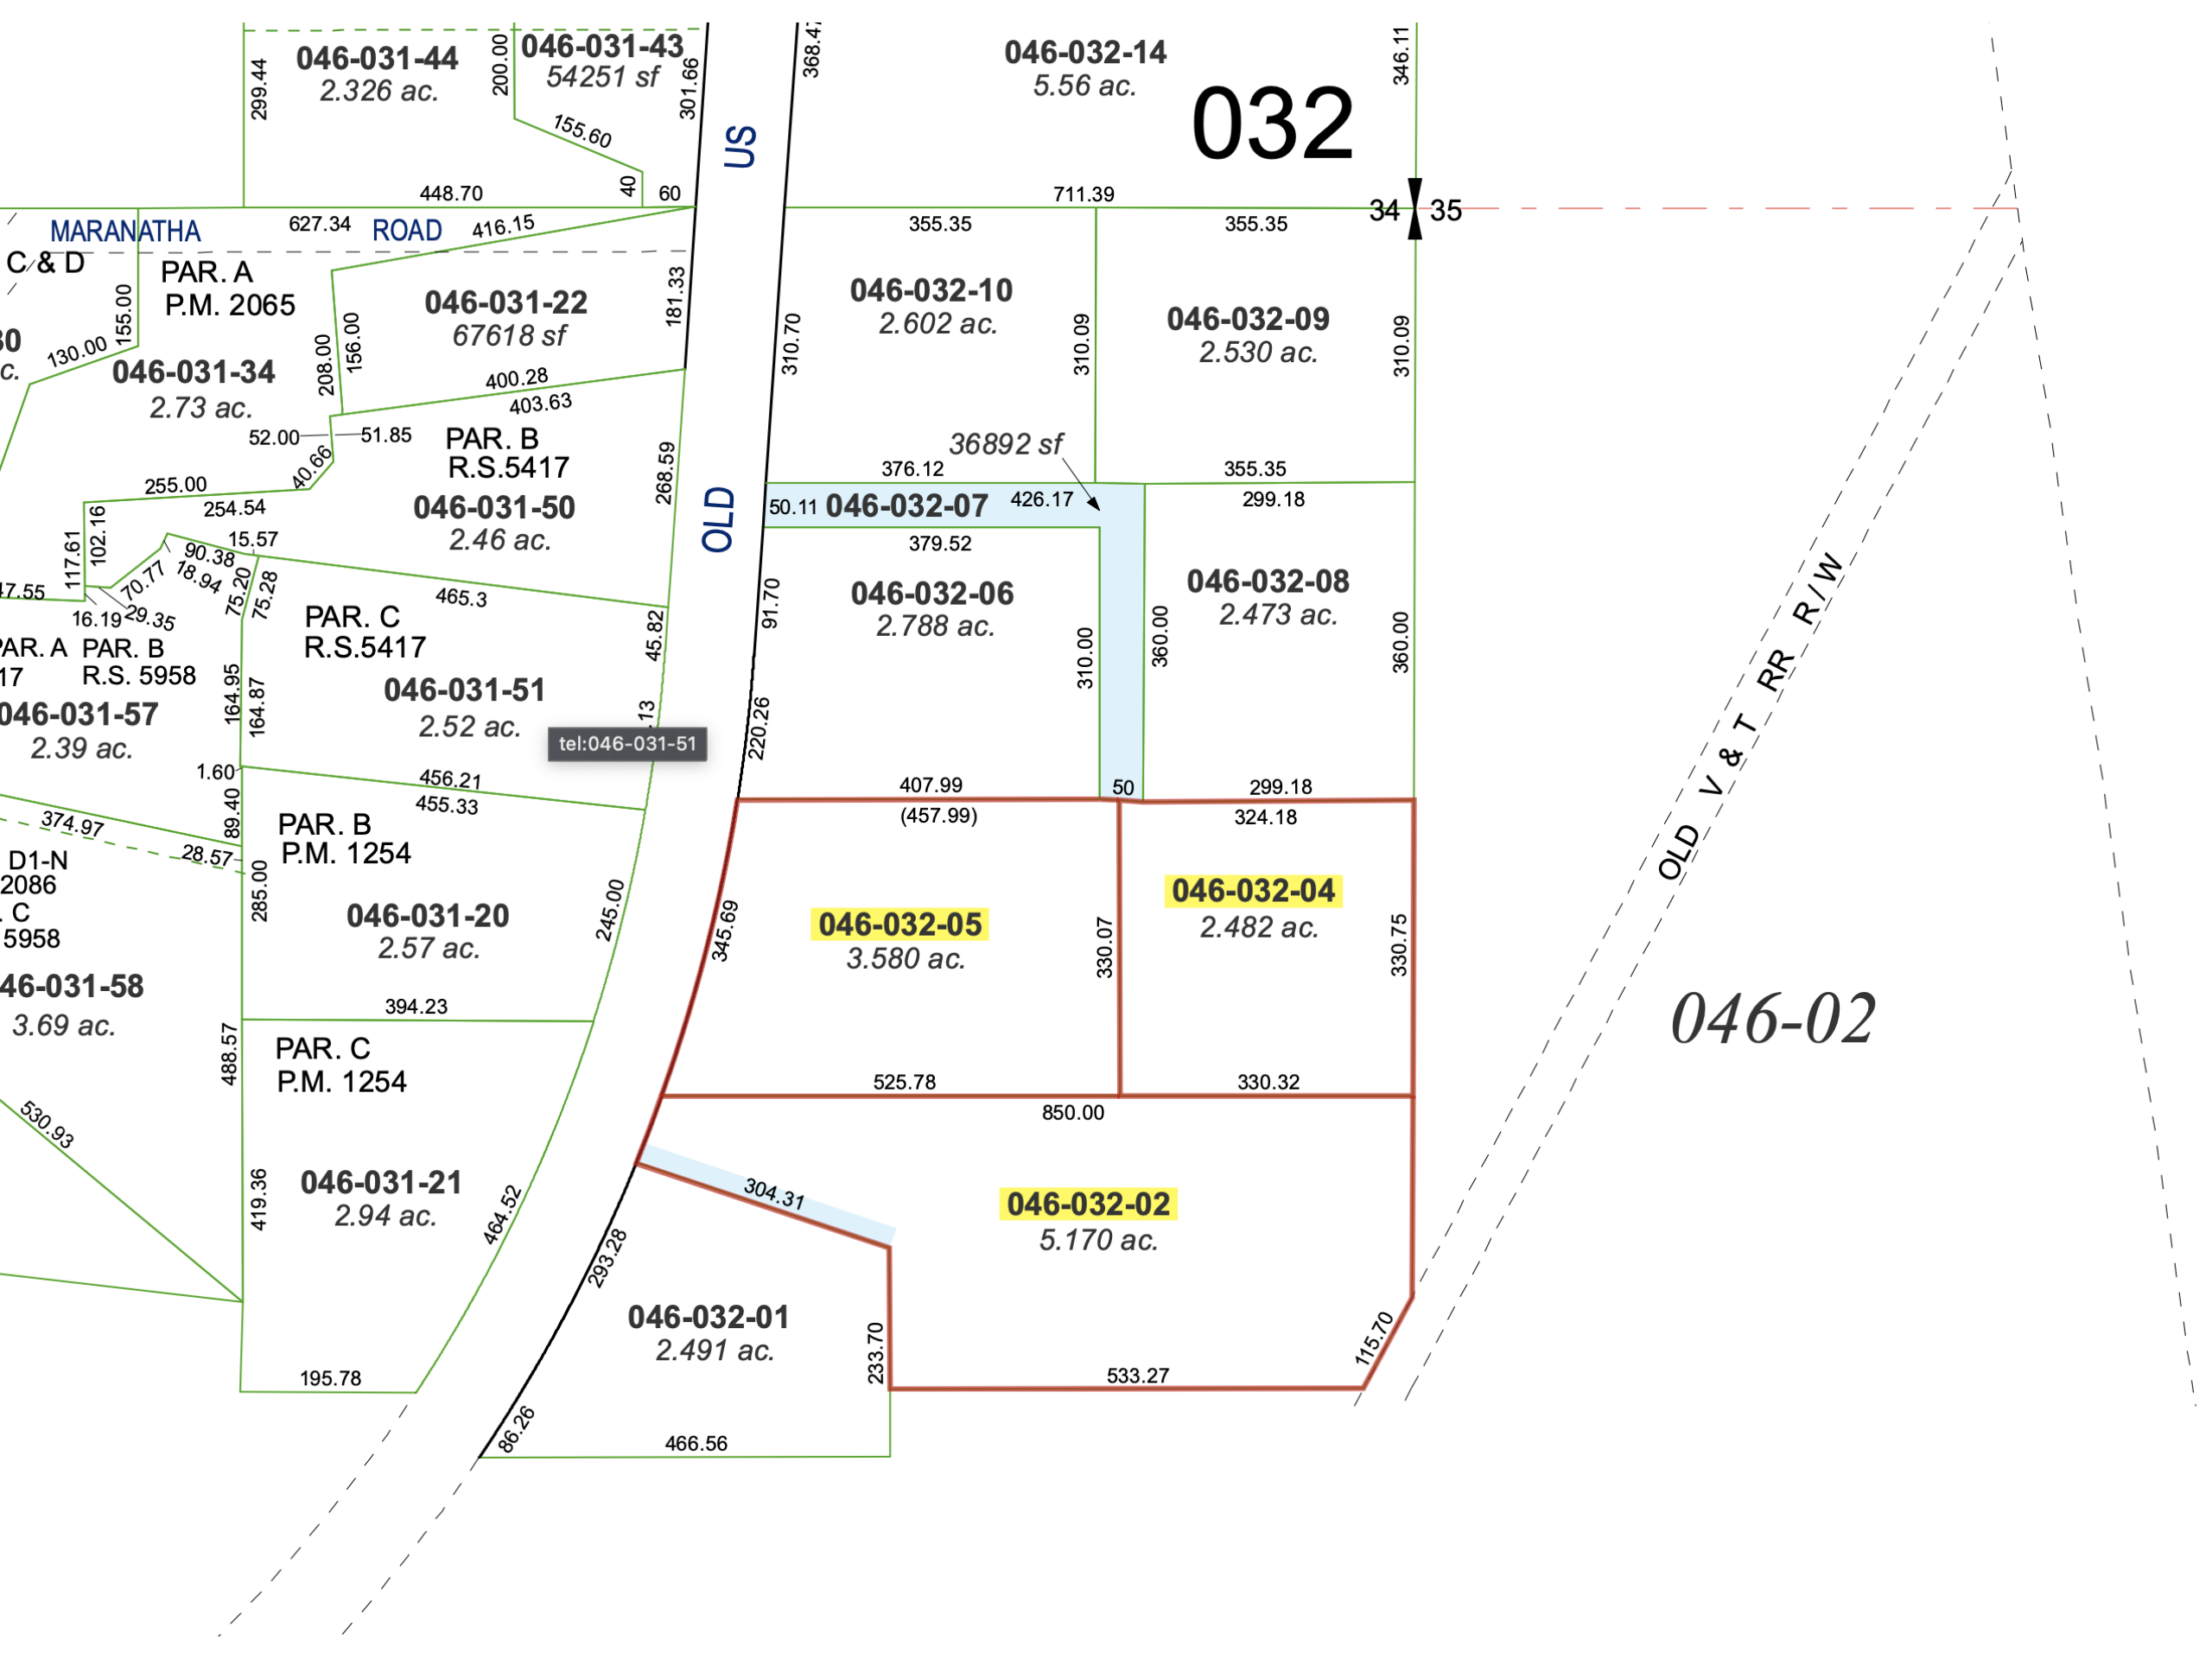 046-031-44
2.326 ac.
299.44
200.00
046-031-43
54251 sf
301.66
155.60
40
60
448.70
US
046-032-14
5.56 ac.
346.11
032
711.39
34
35
MARANATHA
ROAD
627.34
416.15
C & D
PAR. A
P.M. 2065
155.00
130.00
046-031-34
2.73 ac.
208.00
156.00
046-031-22
67618 sf
181.33
400.28
403.63
52.00
51.85
40.66
255.00
254.54
PAR. B
R.S.5417
046-031-50
2.46 ac.
268.59
OLD
355.35
355.35
310.70
046-032-10
2.602 ac.
310.09
046-032-09
2.530 ac.
310.09
36892 sf
376.12
355.35
50.11
046-032-07
426.17
299.18
379.52
91.70
046-032-06
2.788 ac.
310.00
360.00
046-032-08
2.473 ac.
360.00
220.26
407.99
50
299.18
117.61
102.16
15.57
90.38
18.94
70.77
75.20
75.28
16.19
29.35
47.55
465.3
45.82
PAR. C
R.S.5417
046-031-51
2.52 ac.
tel:046-031-51
PAR. A
17
PAR. B
R.S. 5958
164.95
164.87
046-031-57
2.39 ac.
1.60
456.21
455.33
89.40
374.97
28.57
PAR. B
P.M. 1254
046-031-20
2.57 ac.
285.00
245.00
D1-N
2086
. C
5958
46-031-58
3.69 ac.
394.23
488.57
PAR. C
P.M. 1254
530.93
046-031-21
2.94 ac.
419.36
464.52
195.78
(457.99)
324.18
345.69
046-032-05
3.580 ac.
330.07
046-032-04
2.482 ac.
330.75
525.78
330.32
850.00
304.31
046-032-02
5.170 ac.
293.28
046-032-01
2.491 ac.
233.70
533.27
115.70
86.26
466.56
OLD V & T RR R/W
046-02